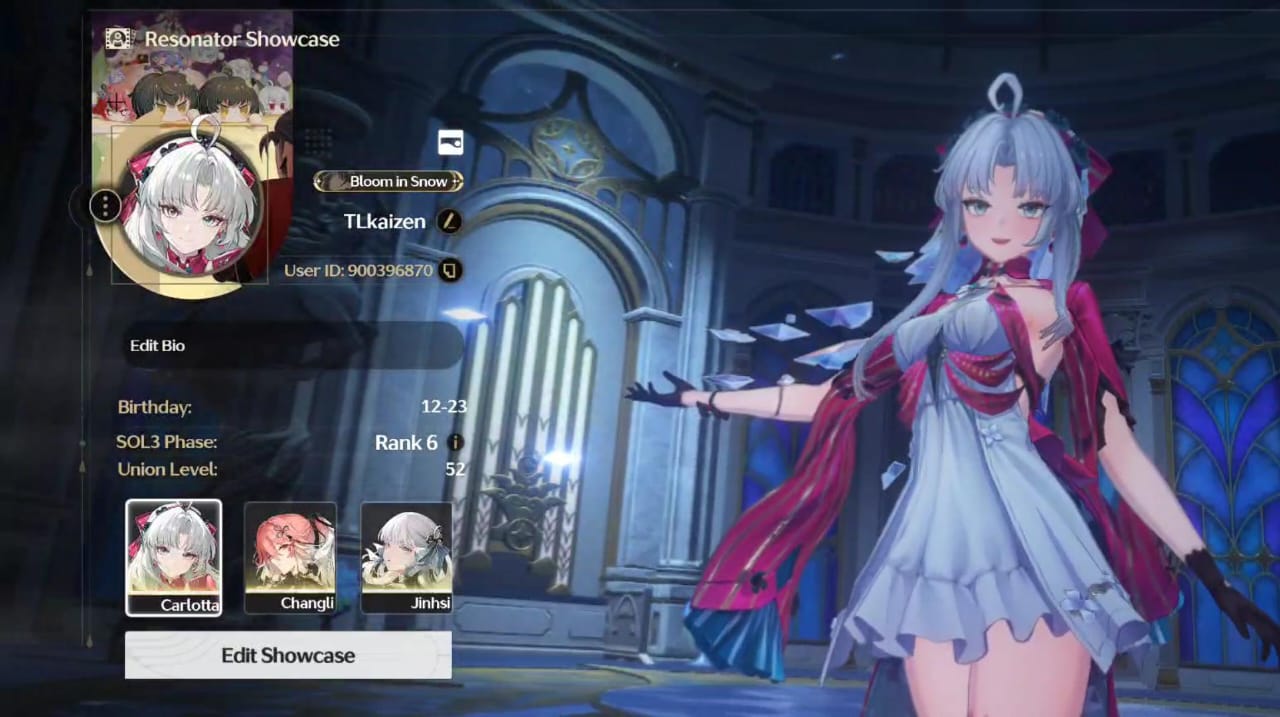 Resonator Showcase
Bloom in Snow
TLkaizen
User ID: 900396870
Edit Bio
Birthday: 12-23
SOL3 Phase: Rank 6
Union Level: 52
Carlotta Changli Jinhsi
Edit Showcase